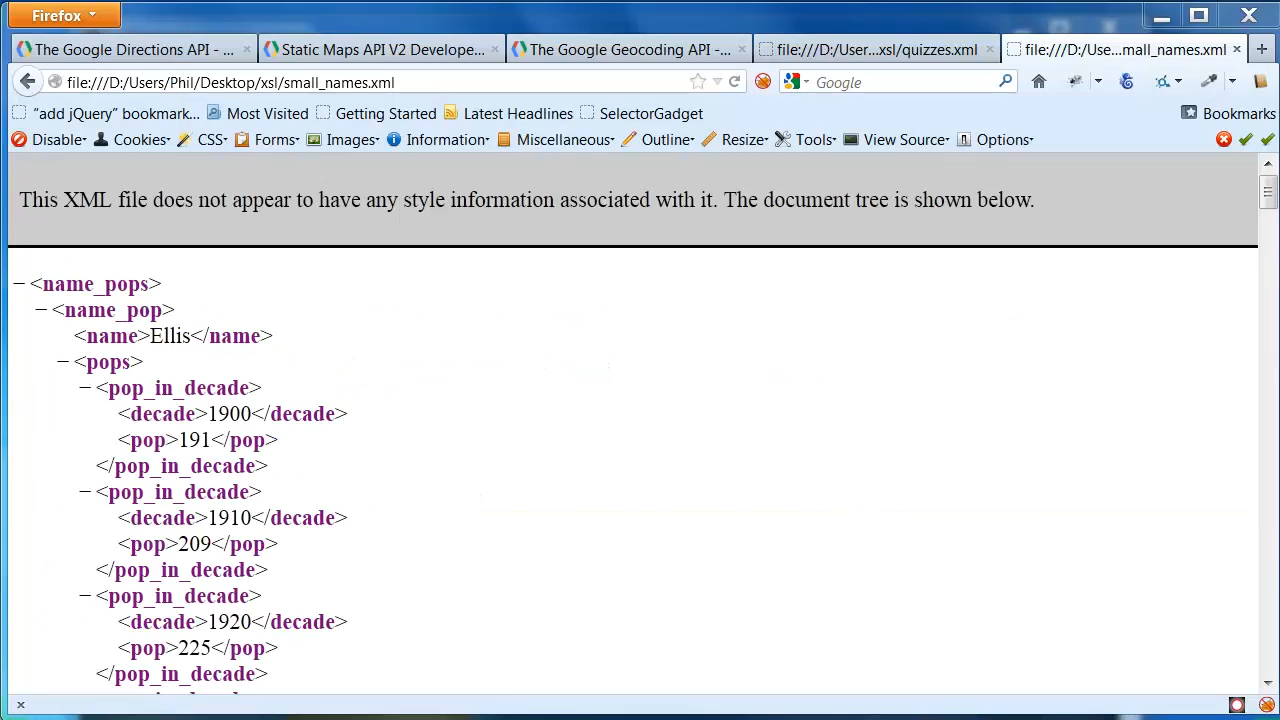 Firefox
The Google Directions API - ... Static Maps API V2 Develope... The Google Geocoding API -... file:///D:/User...xsl/quizzes.xml file:///D:/Use...mall_names.xml
file:///D:/Users/Phil/Desktop/xsl/small_names.xml Google
"add jQuery" bookmark... Most Visited Getting Started Latest Headlines SelectorGadget Bookmarks
Disable Cookies CSS Forms Images Information Miscellaneous Outline Resize Tools View Source Options
This XML file does not appear to have any style information associated with it. The document tree is shown below.
− <name_pops>
− <name_pop>
<name>Ellis</name>
− <pops>
− <pop_in_decade>
<decade>1900</decade>
<pop>191</pop>
</pop_in_decade>
− <pop_in_decade>
<decade>1910</decade>
<pop>209</pop>
</pop_in_decade>
− <pop_in_decade>
<decade>1920</decade>
<pop>225</pop>
</pop_in_decade>